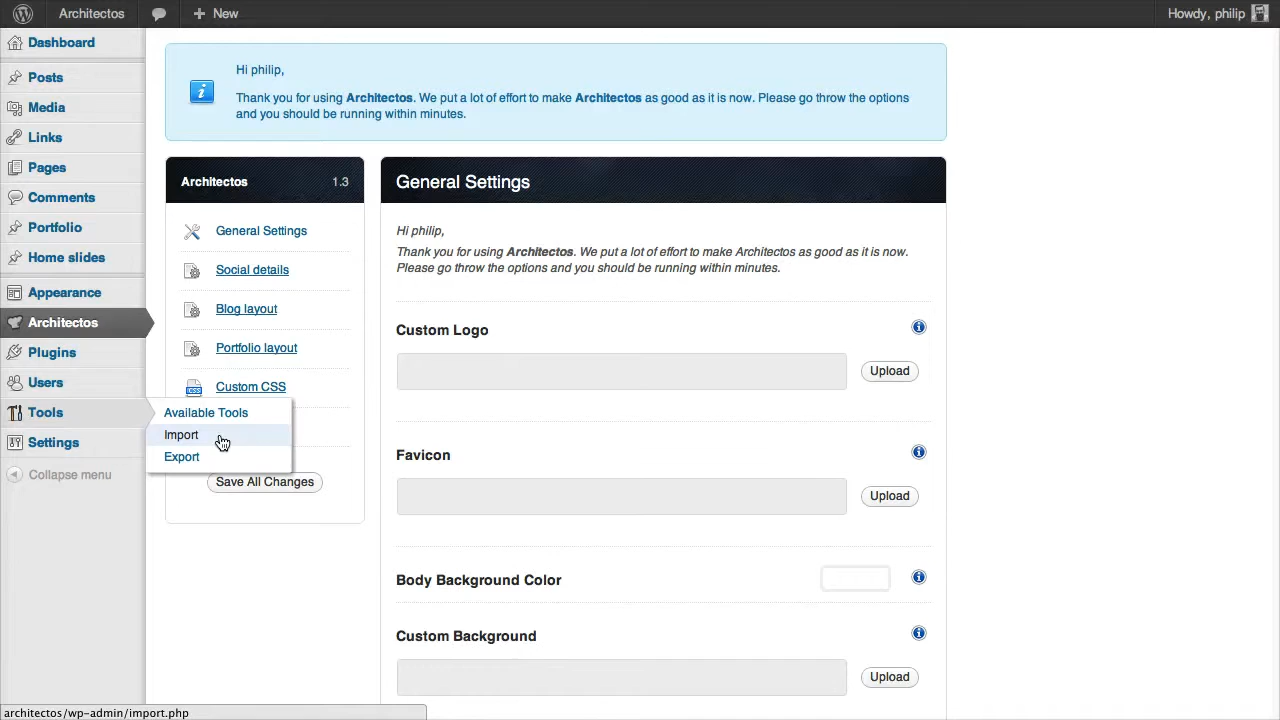 Architectos
New
Howdy, philip
Dashboard
Posts
Media
Links
Pages
Comments
Portfolio
Home slides
Appearance
Architectos
Plugins
Users
Tools
Settings
Collapse menu
Available Tools
Import
Export
Hi philip,
Thank you for using Architectos. We put a lot of effort to make Architectos as good as it is now. Please go throw the options
and you should be running within minutes.
Architectos 1.3
General Settings
Social details
Blog layout
Portfolio layout
Custom CSS
Save All Changes
General Settings
Hi philip,
Thank you for using Architectos. We put a lot of effort to make Architectos as good as it is now.
Please go throw the options and you should be running within minutes.
Custom Logo
Upload
Favicon
Upload
Body Background Color
Custom Background
Upload
architectos/wp-admin/import.php